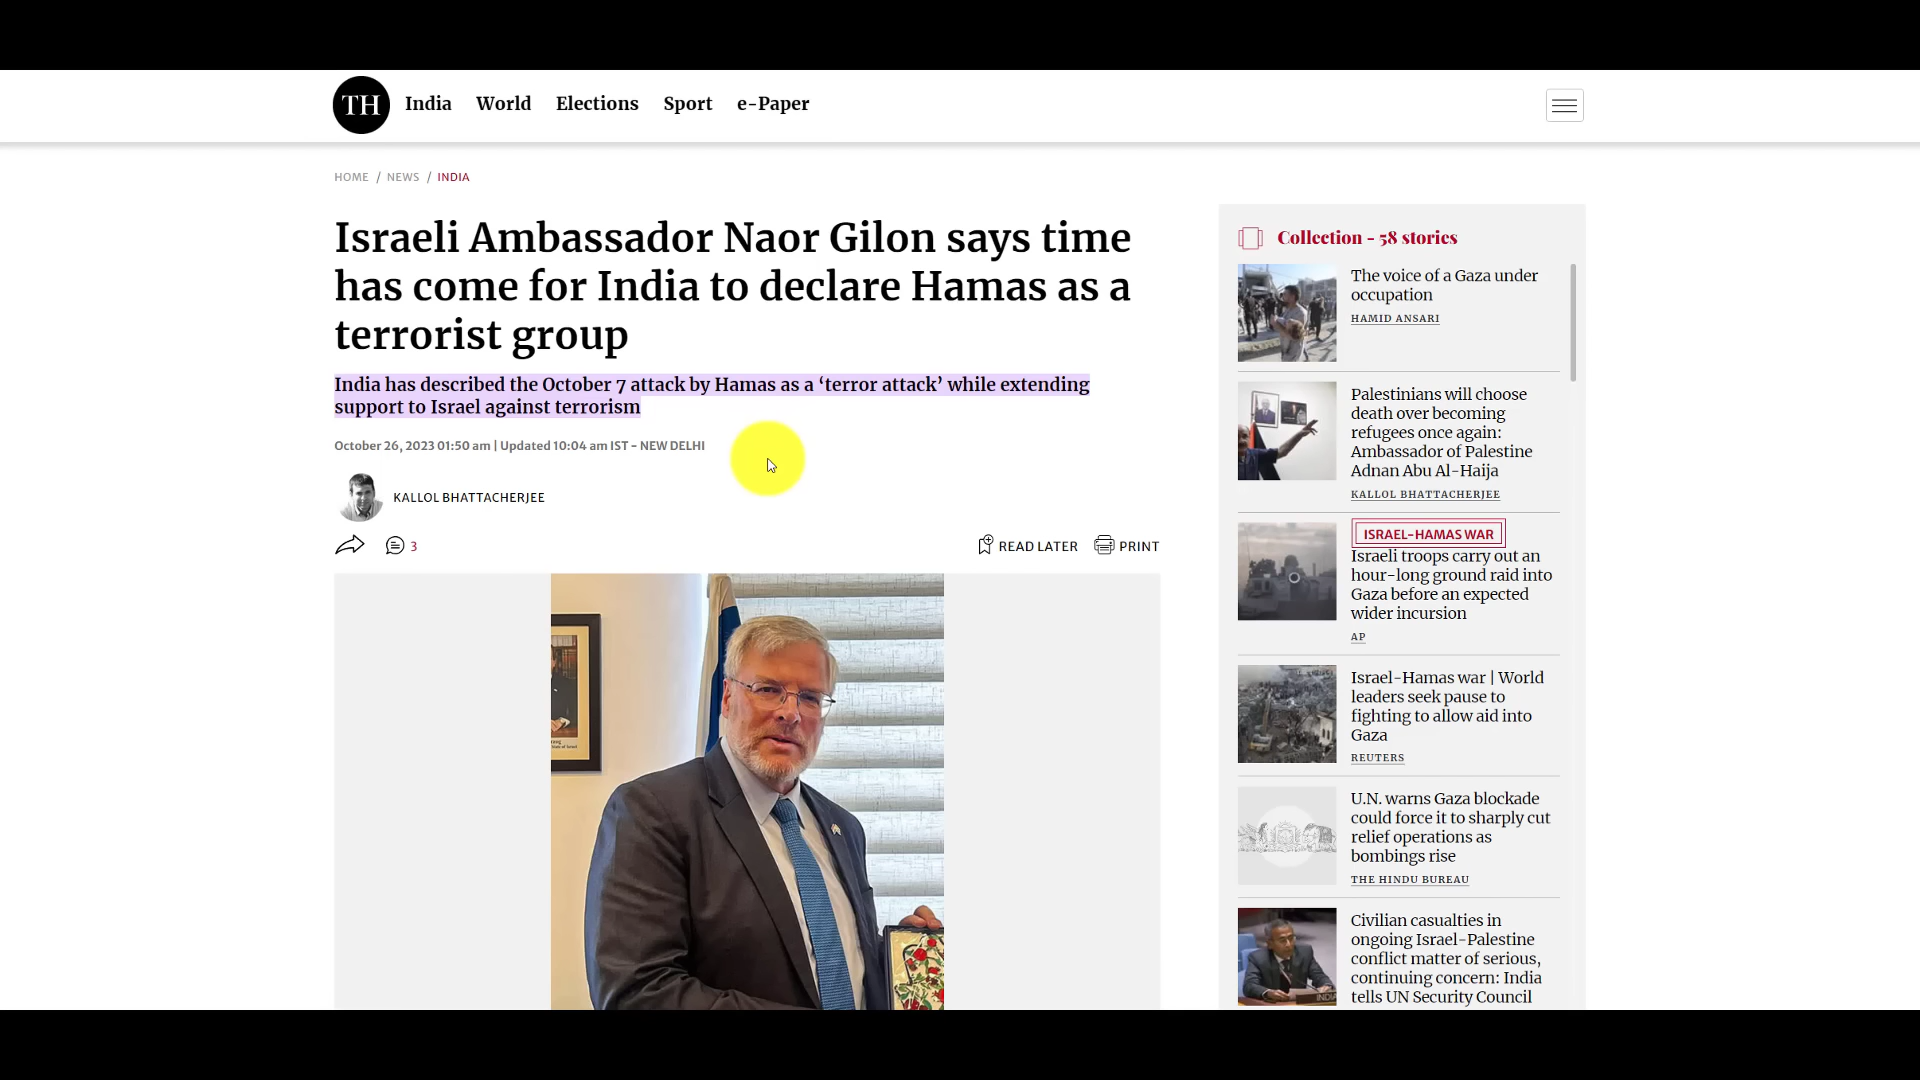 TH
India World Elections Sport e-Paper
HOME / NEWS / INDIA
Israeli Ambassador Naor Gilon says time
has come for India to declare Hamas as a
terrorist group
India has described the October 7 attack by Hamas as a ‘terror attack’ while extending
support to Israel against terrorism
October 26, 2023 01:50 am | Updated 10:04 am IST - NEW DELHI
KALLOL BHATTACHERJEE
3
READ LATER PRINT
Collection - 58 stories
The voice of a Gaza under
occupation
HAMID ANSARI
Palestinians will choose
death over becoming
refugees once again:
Ambassador of Palestine
Adnan Abu Al-Haija
KALLOL BHATTACHERJEE
ISRAEL-HAMAS WAR
Israeli troops carry out an
hour-long ground raid into
Gaza before an expected
wider incursion
AP
Israel-Hamas war | World
leaders seek pause to
fighting to allow aid into
Gaza
REUTERS
U.N. warns Gaza blockade
could force it to sharply cut
relief operations as
bombings rise
THE HINDU BUREAU
Civilian casualties in
ongoing Israel-Palestine
conflict matter of serious,
continuing concern: India
tells UN Security Council
INDIA